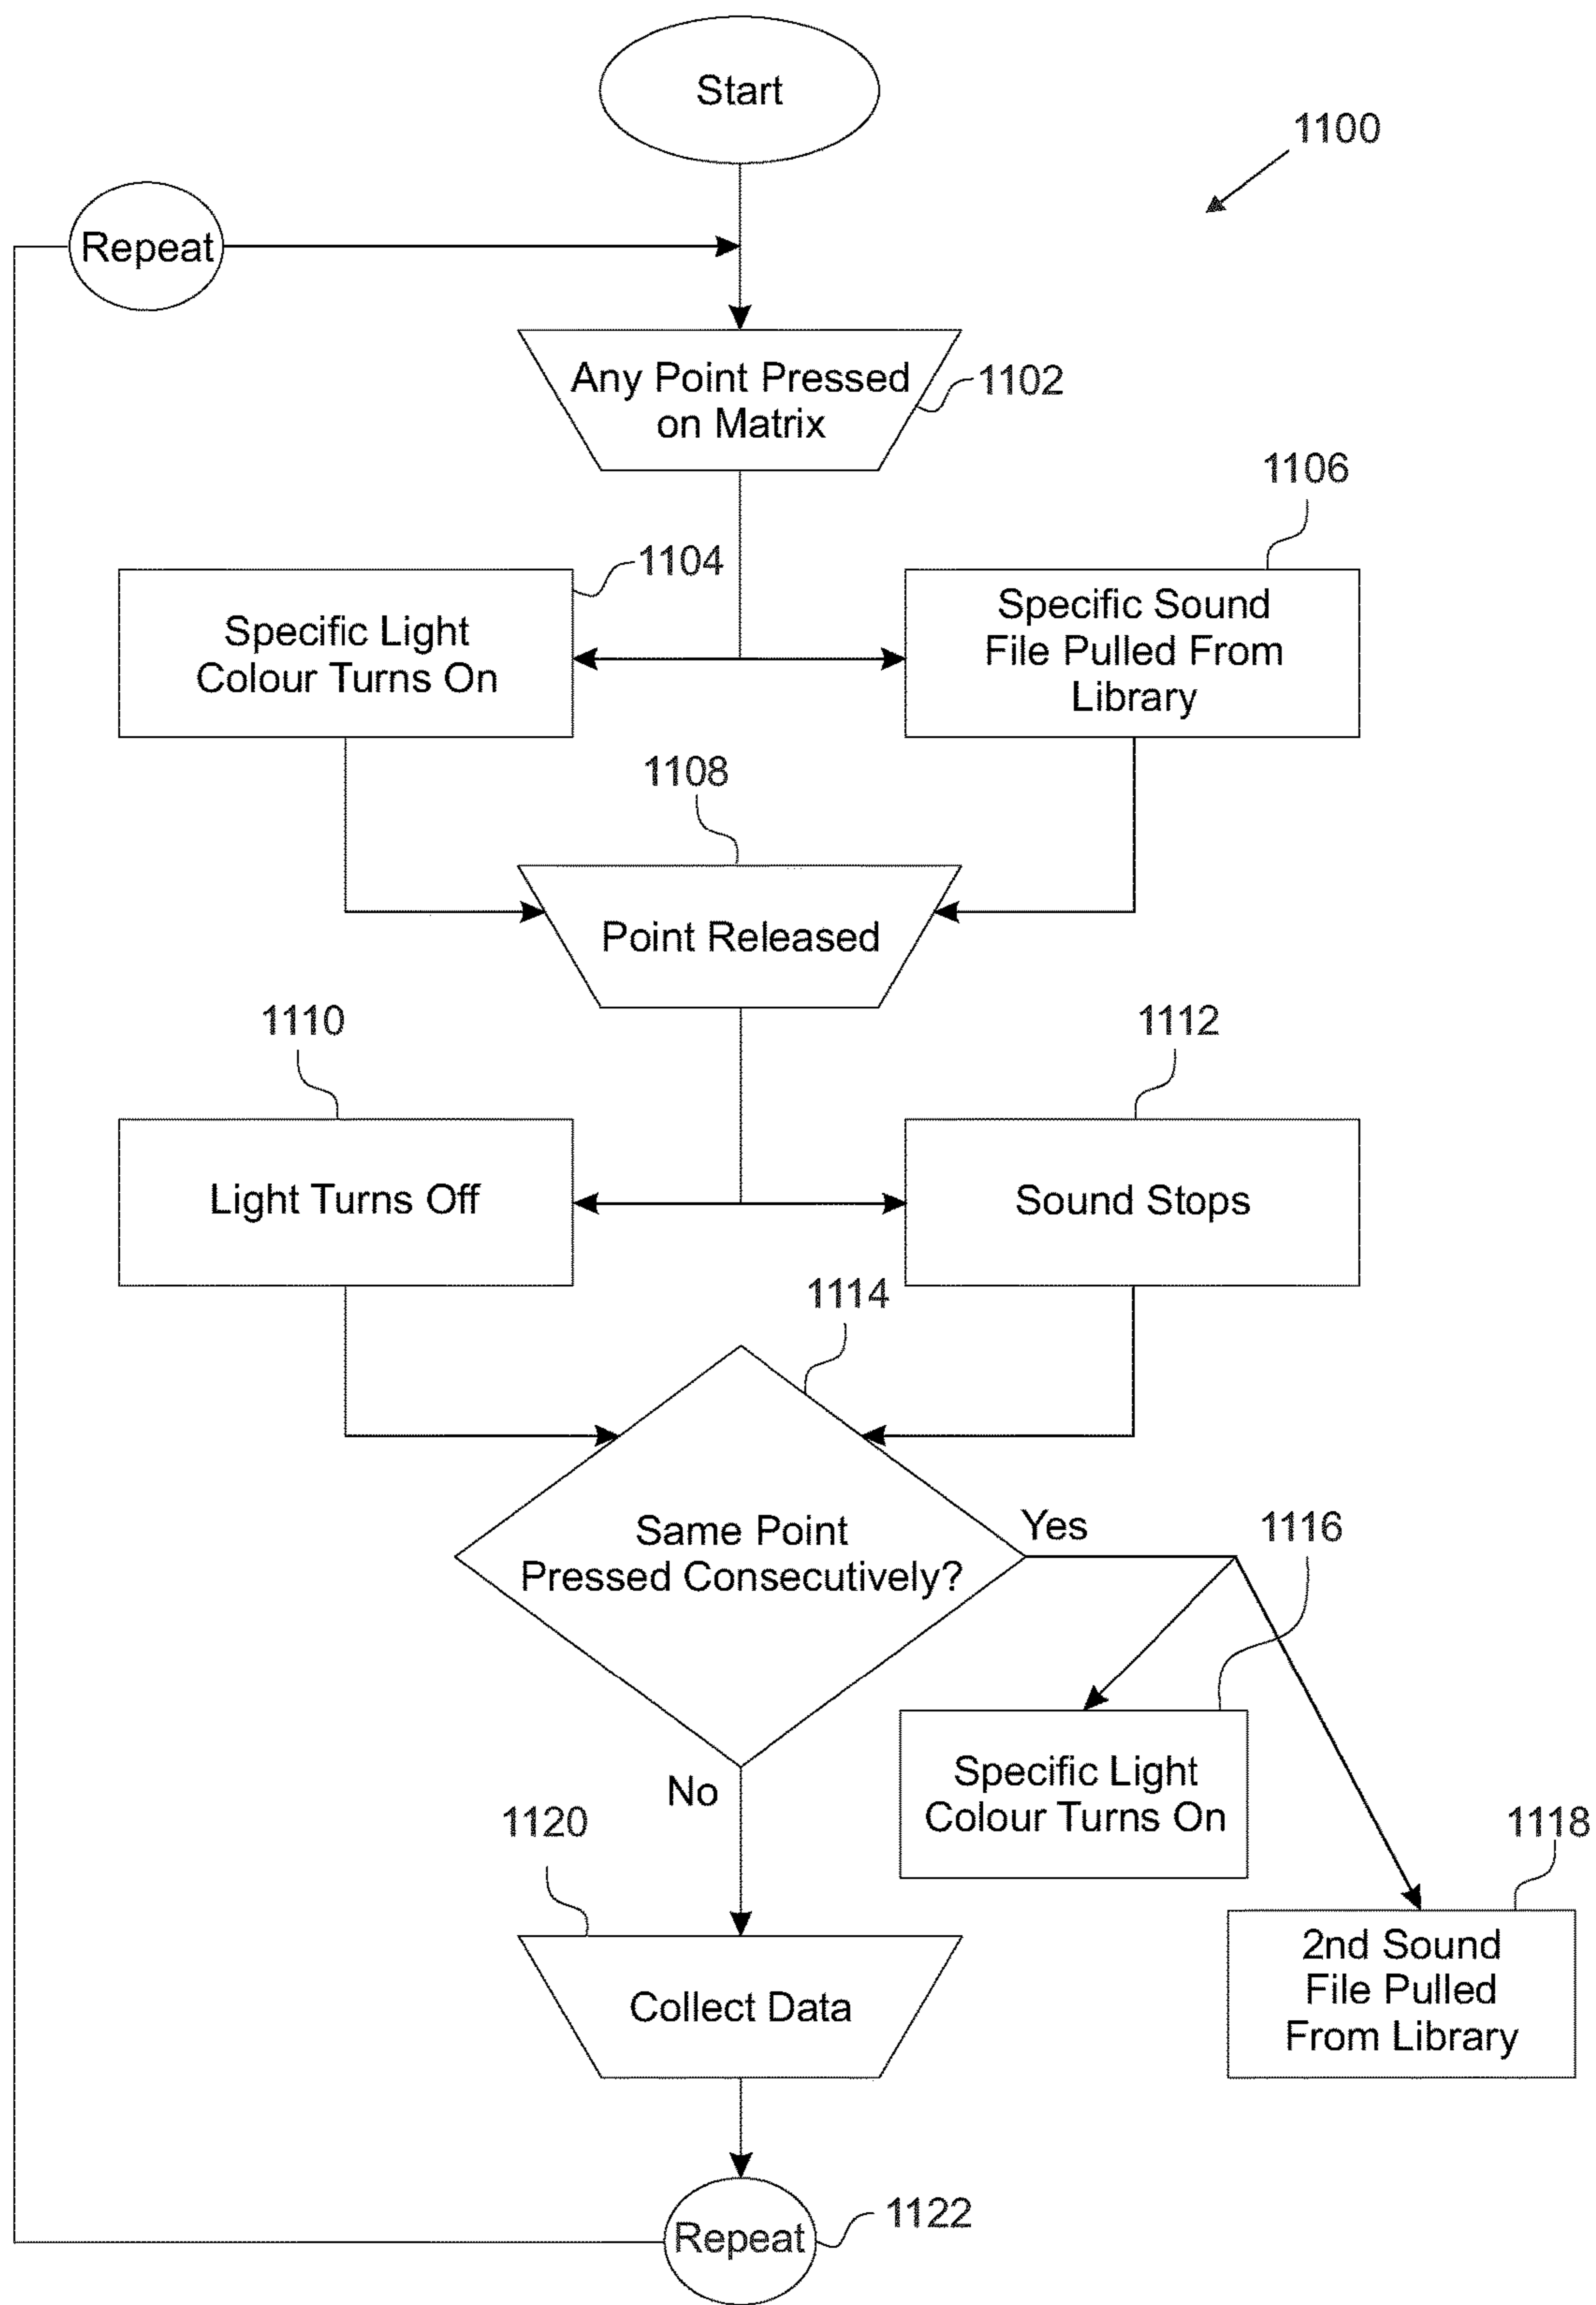 Start
1100
Repeat
Any Point Pressed
on Matrix
1102
1106
1104
Specific Light
Colour Turns On
Specific Sound
File Pulled From
Library
1108
Point Released
1110
1112
Light Turns Off
Sound Stops
1114
Same Point
Pressed Consecutively?
Yes
1116
No
Specific Light
Colour Turns On
1120
1118
2nd Sound
File Pulled
From Library
Collect Data
Repeat
1122